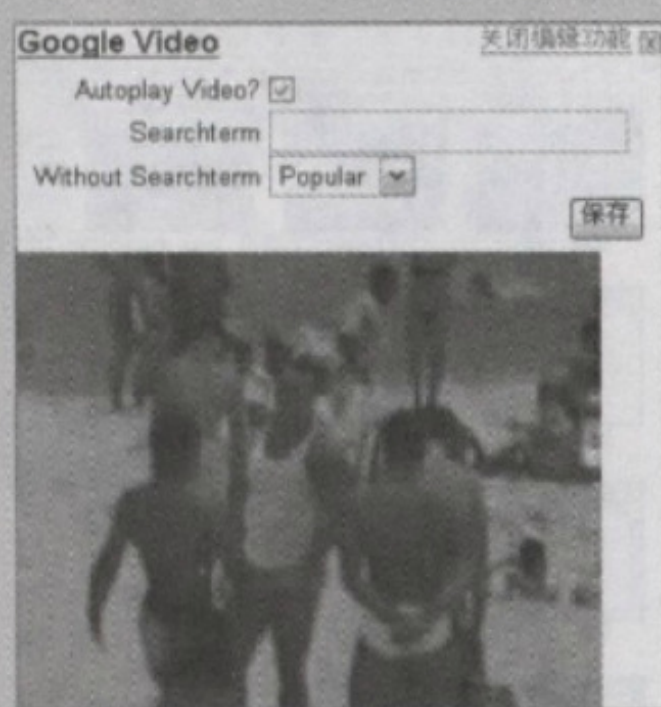 Google Video 关闭编辑功能
Autoplay Video?
Searchterm
Without Searchterm Popular
保存